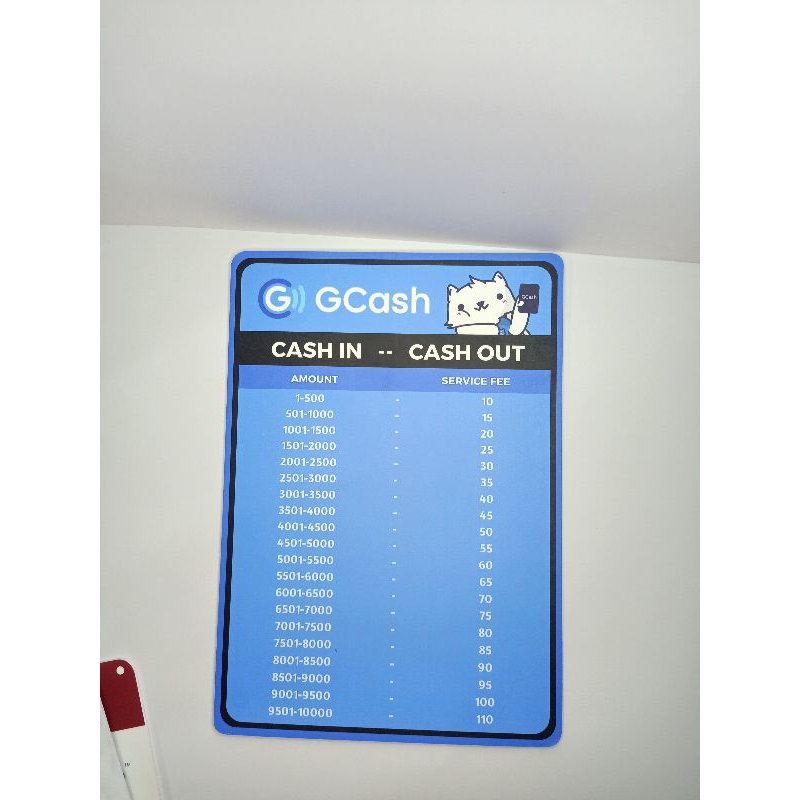 GCash
GCash
CASH IN -- CASH OUT
AMOUNT SERVICE FEE
1-500 - 10
501-1000 - 15
1001-1500 - 20
1501-2000 - 25
2001-2500 - 30
2501-3000 - 35
3001-3500 - 40
3501-4000 - 45
4001-4500 - 50
4501-5000 - 55
5001-5500 - 60
5501-6000 - 65
6001-6500 - 70
6501-7000 - 75
7001-7500 - 80
7501-8000 - 85
8001-8500 - 90
8501-9000 - 95
9001-9500 - 100
9501-10000 - 110